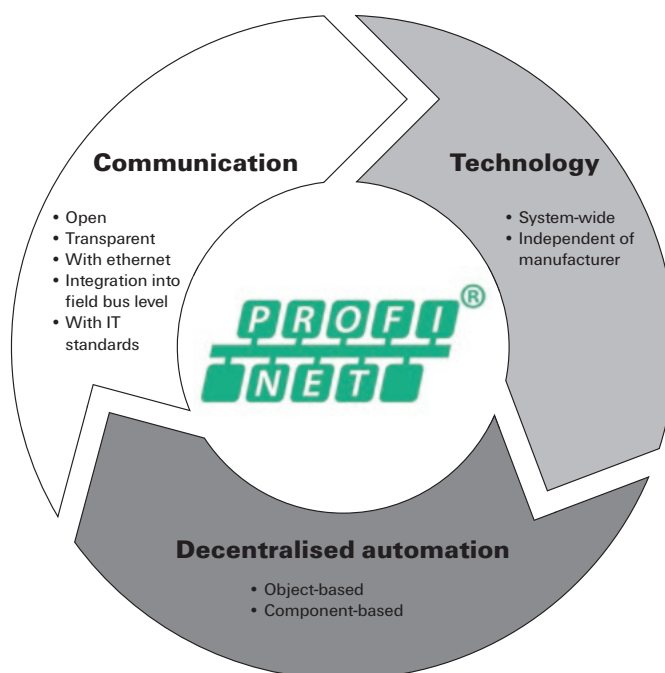 Communication
• Open
• Transparent
• With ethernet
• Integration into
field bus level
• With IT
standards
Technology
• System-wide
• Independent of
manufacturer
PROFI®
NET
Decentralised automation
• Object-based
• Component-based